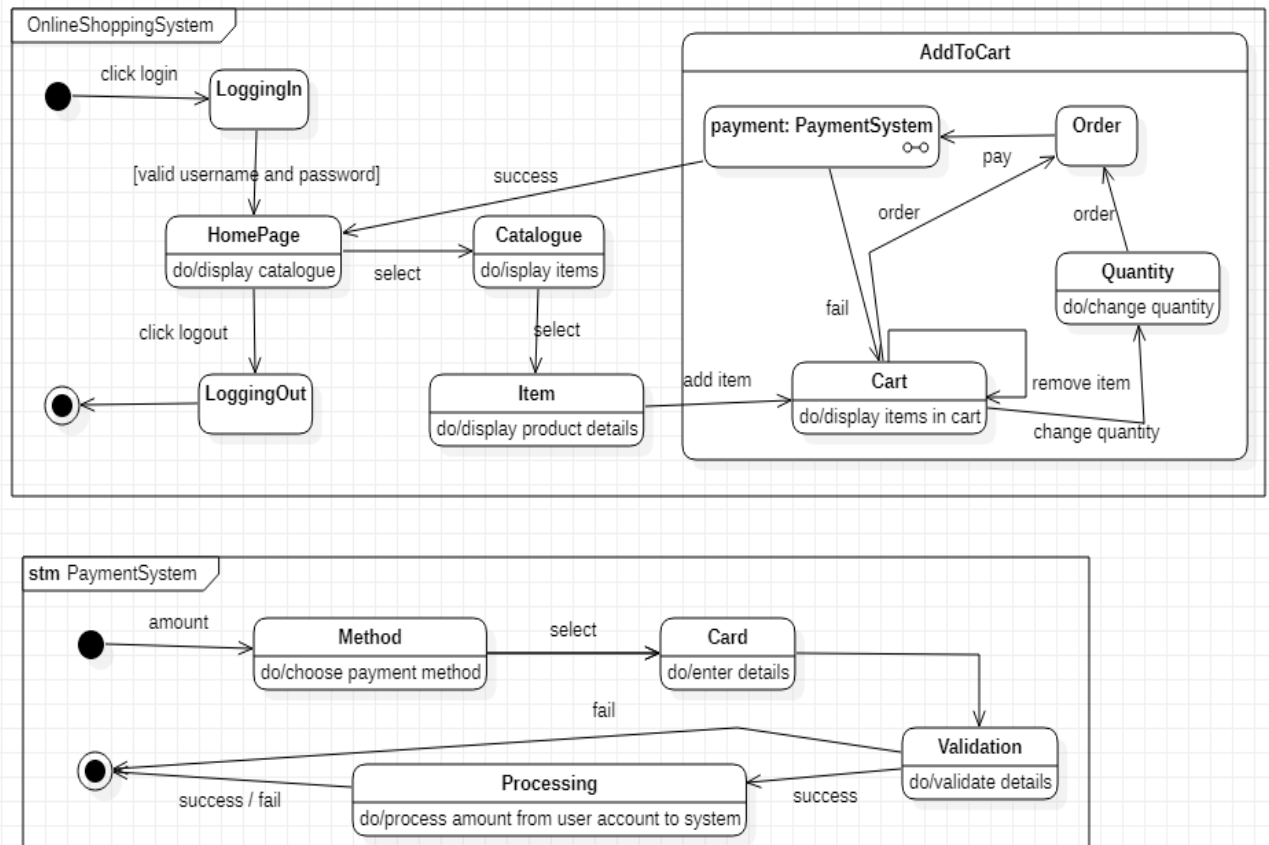 OnlineShoppingSystem
AddToCart
click login
LoggingIn
payment: PaymentSystem
Order
pay
[valid username and password]
success
order
order
HomePage
do/display catalogue
select
Catalogue
do/isplay items
Quantity
do/change quantity
click logout
select
fail
LoggingOut
Item
do/display product details
add item
Cart
do/display items in cart
remove item
change quantity
stm PaymentSystem
amount
Method
do/choose payment method
select
Card
do/enter details
fail
Validation
do/validate details
Processing
do/process amount from user account to system
success
success / fail